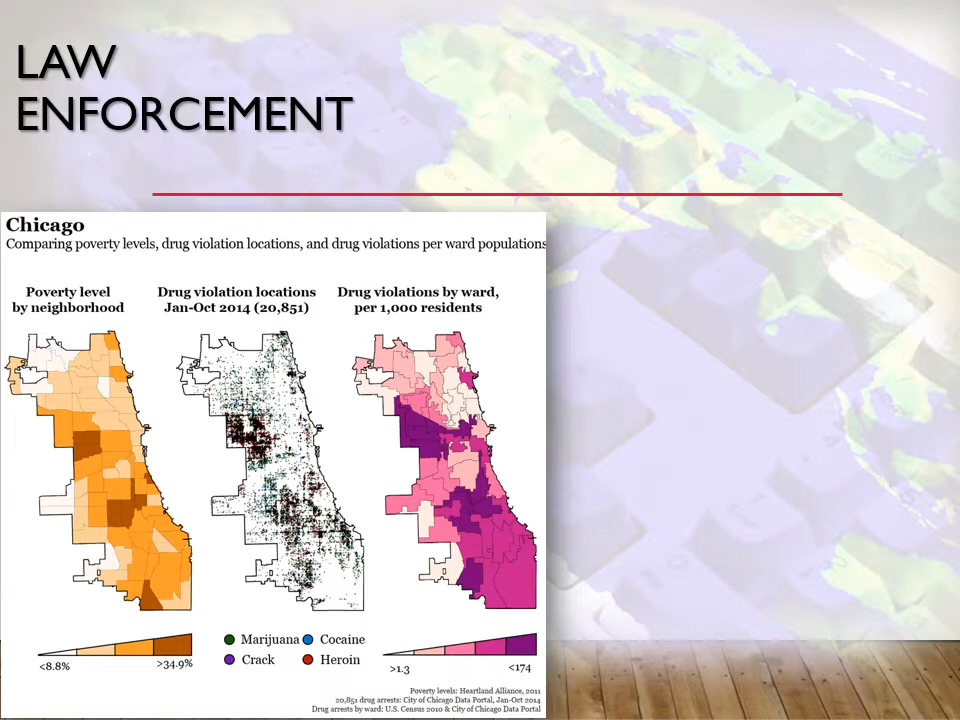 LAW
ENFORCEMENT
Chicago
Comparing poverty levels, drug violation locations, and drug violations per ward populations
Poverty level
by neighborhood
Drug violation locations
Jan-Oct 2014 (20,851)
Drug violations by ward,
per 1,000 residents
<8.8%
>34.9%
Marijuana
Cocaine
Crack
Heroin
>1.3
<174
Poverty levels: Heartland Alliance, 2011
20,851 drug arrests: City of Chicago Data Portal, Jan-Oct 2014
Drug arrests by ward: U.S. Census 2010 & City of Chicago Data Portal